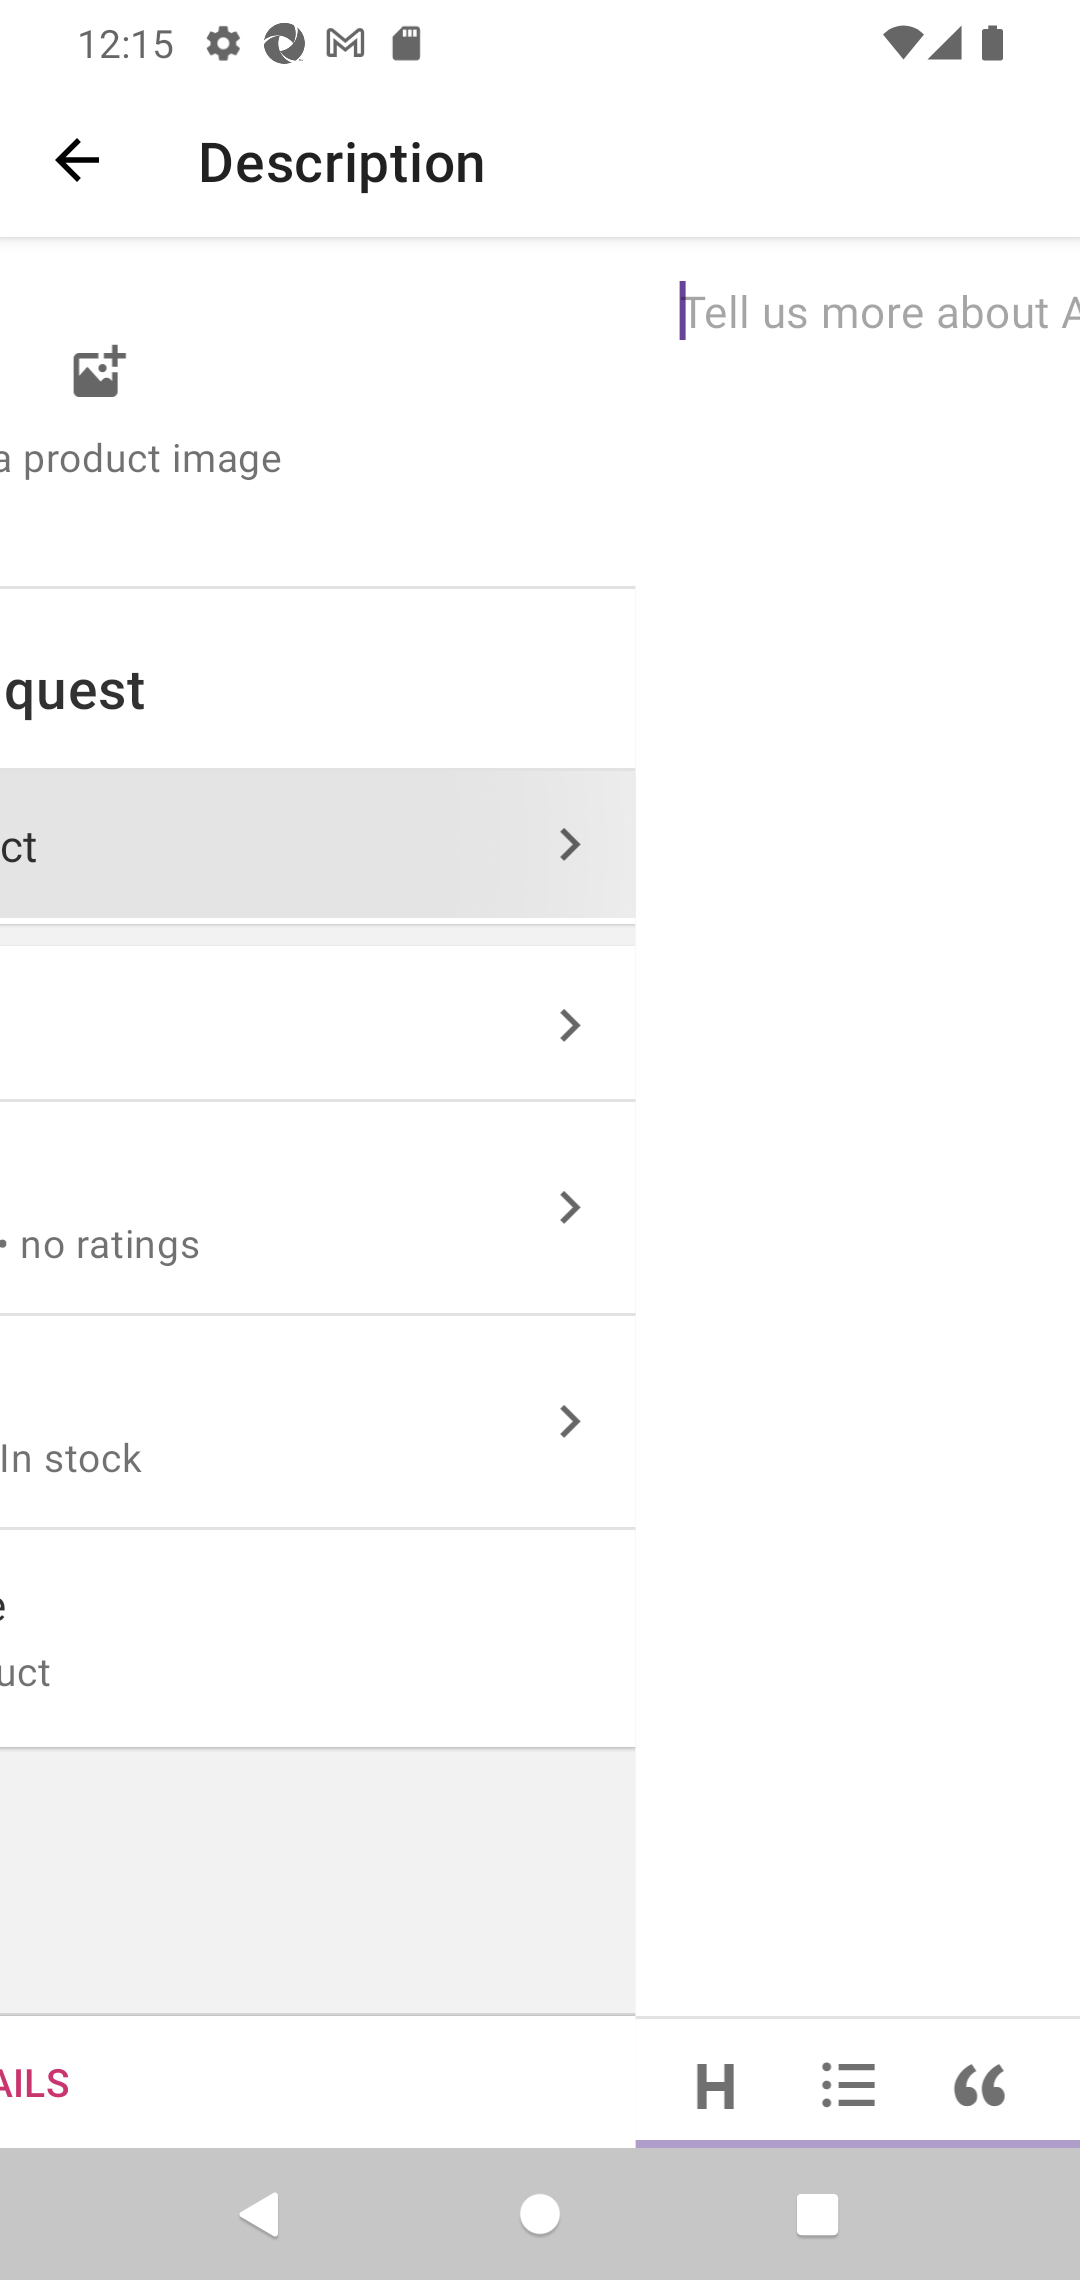 12:15
Description
Tell us more about A
a product image
quest
ct
• no ratings
In stock
e
uct
AILS
H